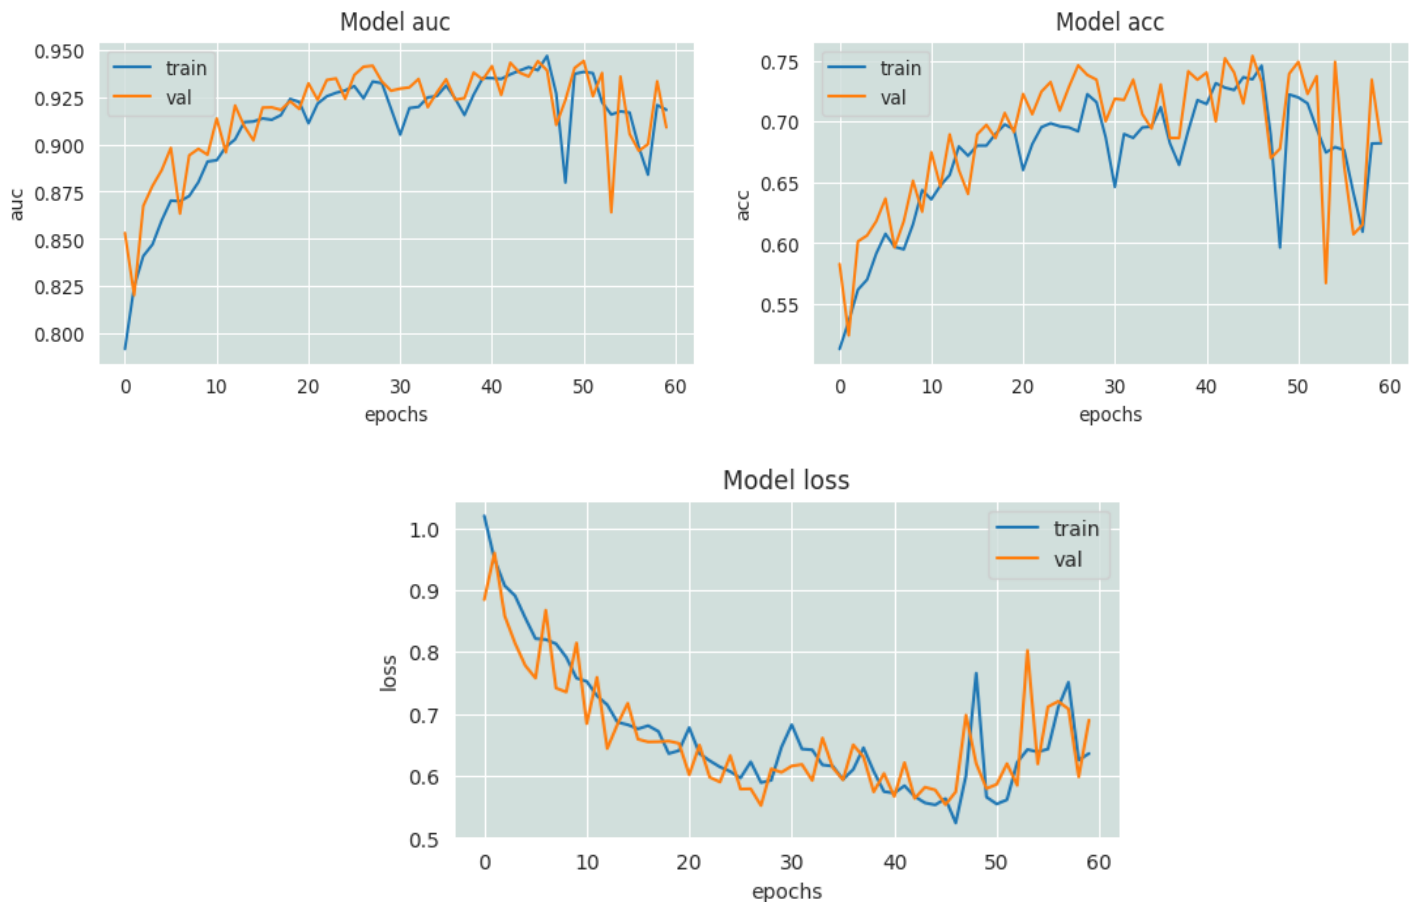 Model auc
train
val
auc
0.950
0.925
0.900
0.875
0.850
0.825
0.800
0 10 20 30 40 50 60
epochs
Model acc
train
val
acc
0.75
0.70
0.65
0.60
0.55
0 10 20 30 40 50 60
epochs
Model loss
train
val
loss
1.0
0.9
0.8
0.7
0.6
0.5
0 10 20 30 40 50 60
epochs